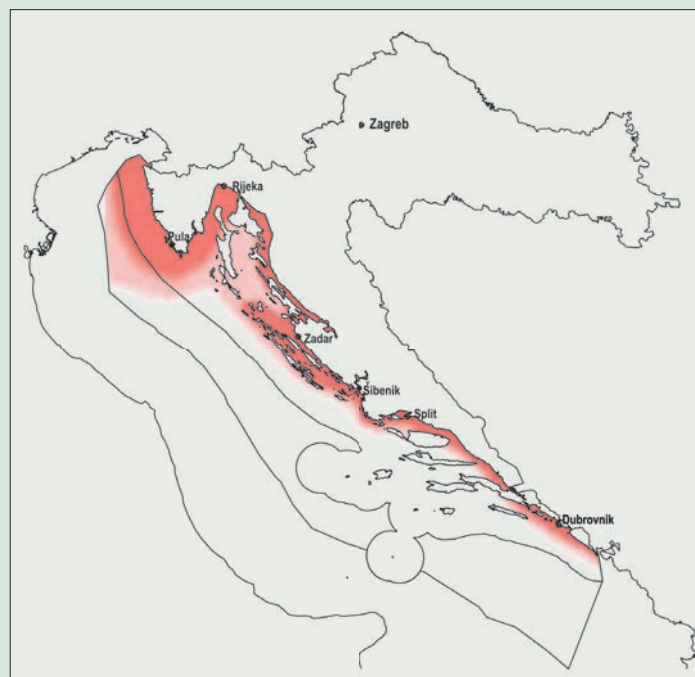 Zagreb
Rijeka
Pula
Zadar
Šibenik
Split
Dubrovnik